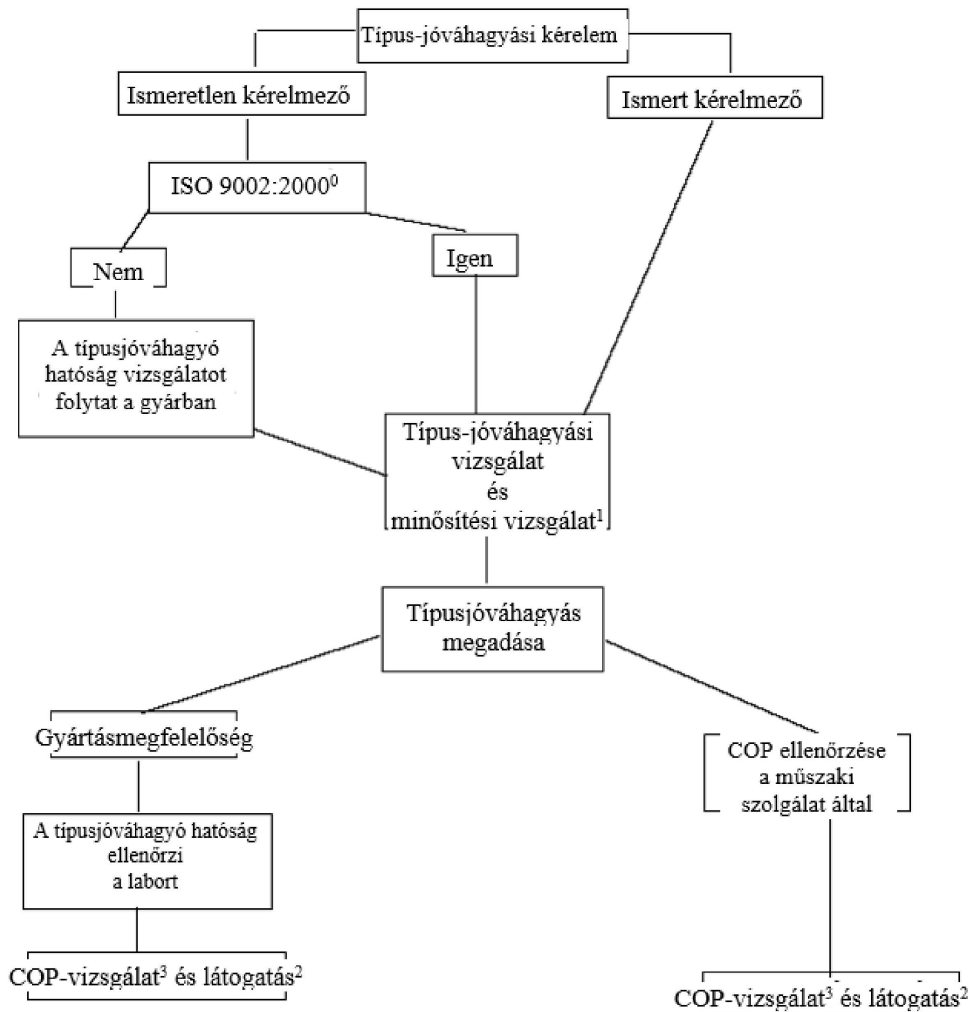 Típus-jóváhagyási kérelem
Ismeretlen kérelmező
Ismert kérelmező
ISO 9002:2000⁰
Nem
Igen
A típusjóváhagyó
hatóság vizsgálatot
folytat a gyárban
Típus-jóváhagyási
vizsgálat
és
minősítési vizsgálat¹
Típusjóváhagyás
megadása
Gyártásmegfelelőség
COP ellenőrzése
a műszaki
szolgálat által
A típusjóváhagyó hatóság
ellenőrzi
a labort
COP-vizsgálat³ és látogatás²
COP-vizsgálat³ és látogatás²